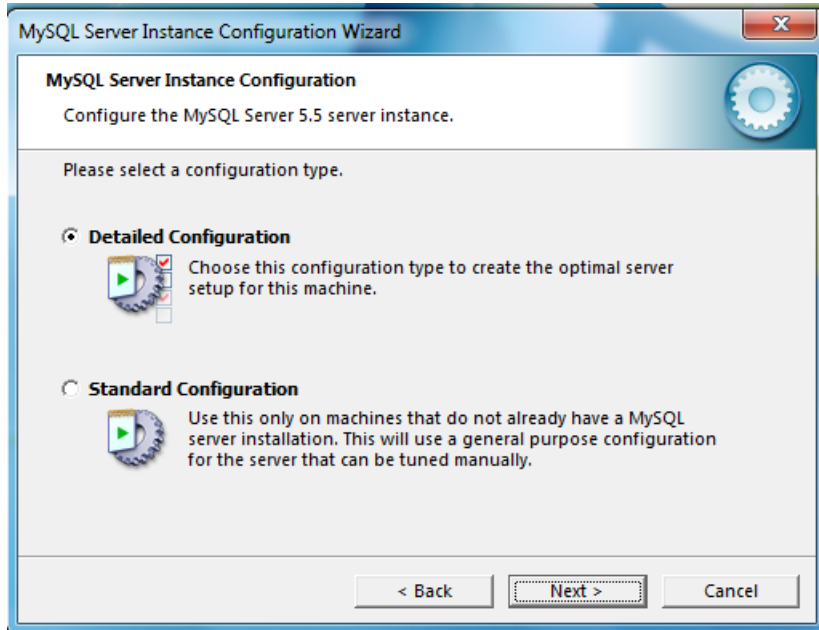 MySQL Server Instance Configuration Wizard
MySQL Server Instance Configuration
Configure the MySQL Server 5.5 server instance.
Please select a configuration type.
Detailed Configuration
Choose this configuration type to create the optimal server
setup for this machine.
Standard Configuration
Use this only on machines that do not already have a MySQL
server installation. This will use a general purpose configuration
for the server that can be tuned manually.
< Back Next > Cancel